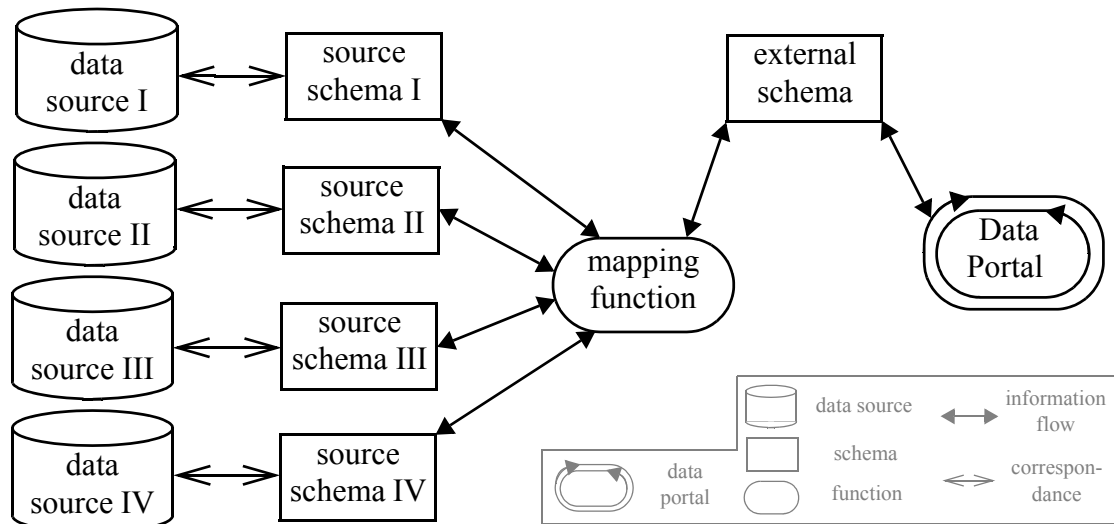 data
source I
source
schema I
external
schema
data
source II
source
schema II
mapping
function
Data
Portal
data
source III
source
schema III
data
source IV
source
schema IV
data source
information
flow
data
portal
schema
function
correspon-
dance